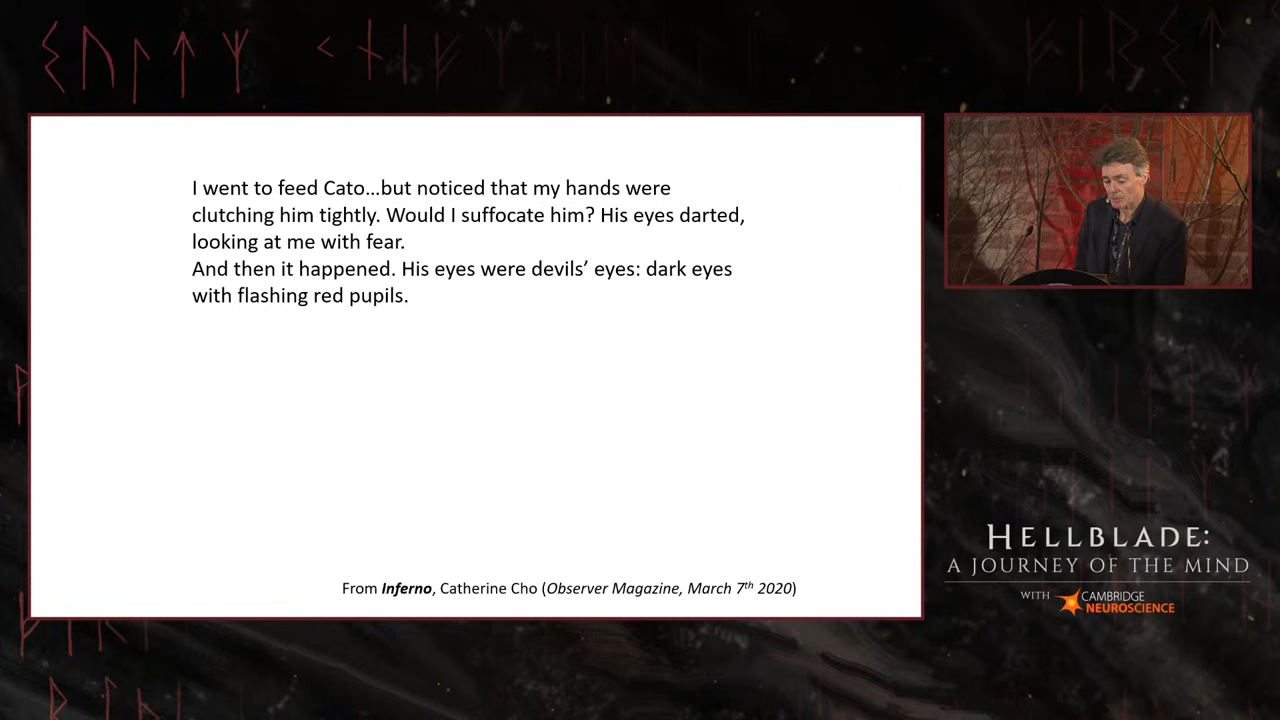 I went to feed Cato…but noticed that my hands were
clutching him tightly. Would I suffocate him? His eyes darted,
looking at me with fear.
And then it happened. His eyes were devils’ eyes: dark eyes
with flashing red pupils.
From Inferno, Catherine Cho (Observer Magazine, March 7th 2020)
HELLBLADE:
A JOURNEY OF THE MIND
WITH CAMBRIDGE
NEUROSCIENCE